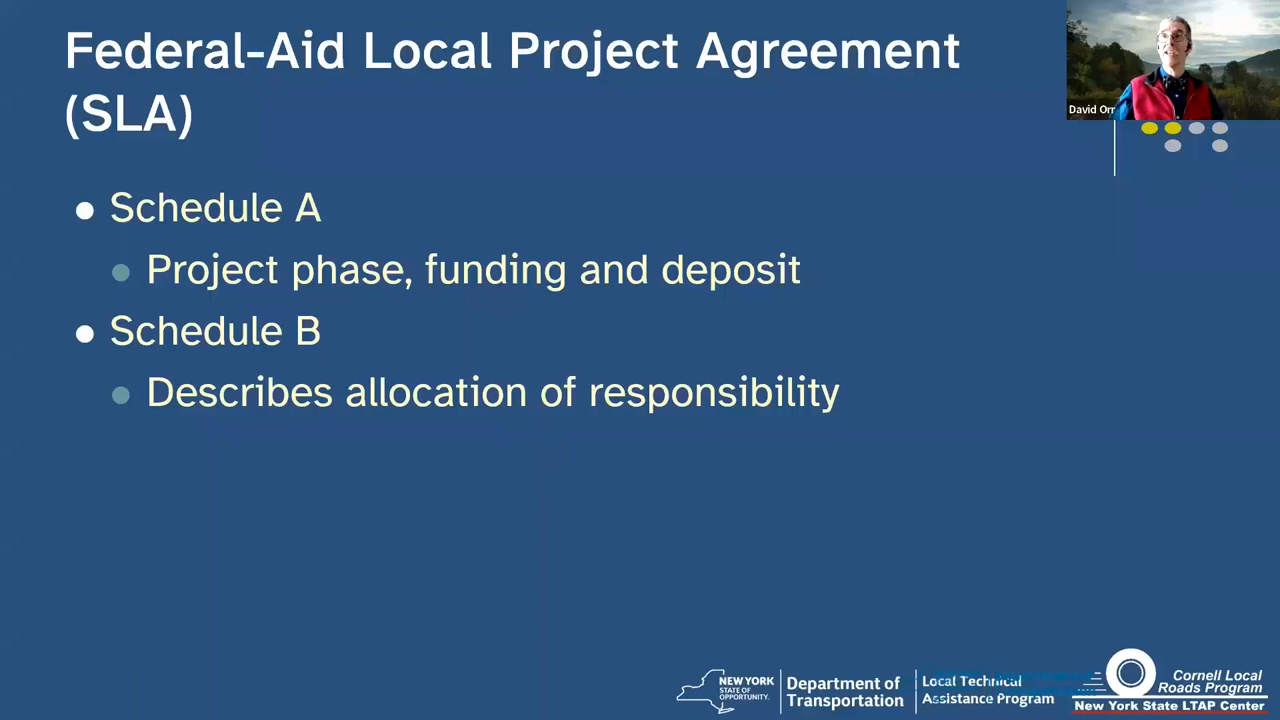 Federal-Aid Local Project Agreement
(SLA)
David Orr
Schedule A
Project phase, funding and deposit
Schedule B
Describes allocation of responsibility
NEW YORK
STATE OF
OPPORTUNITY.
Department of
Transportation
Local Technical
Assistance Program
Cornell Local
Roads Program
New York State LTAP Center